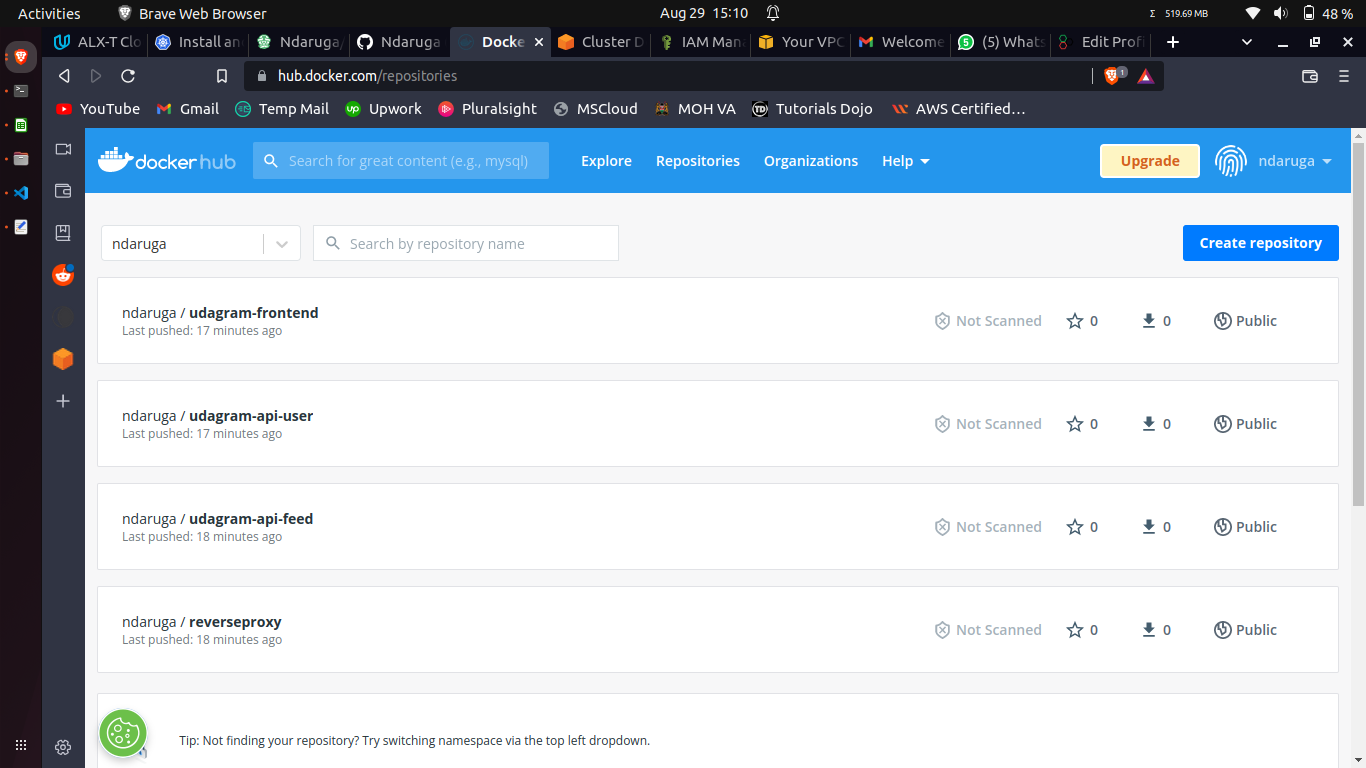 Activities Brave Web Browser Aug 29 15:10 Σ 519.69 MB 48 %
ALX-T Clo Install an Ndaruga/ Ndaruga Docke Cluster D IAM Mana Your VPC Welcome (5) Whats Edit Profi
hub.docker.com/repositories 1
YouTube Gmail Temp Mail Upwork Pluralsight MSCloud MOH VA TD Tutorials Dojo AWS Certified…
docker hub Search for great content (e.g., mysql) Explore Repositories Organizations Help Upgrade ndaruga
ndaruga Search by repository name Create repository
ndaruga / udagram-frontend Not Scanned 0 0 Public
Last pushed: 17 minutes ago
ndaruga / udagram-api-user Not Scanned 0 0 Public
Last pushed: 17 minutes ago
ndaruga / udagram-api-feed Not Scanned 0 0 Public
Last pushed: 18 minutes ago
ndaruga / reverseproxy Not Scanned 0 0 Public
Last pushed: 18 minutes ago
Tip: Not finding your repository? Try switching namespace via the top left dropdown.